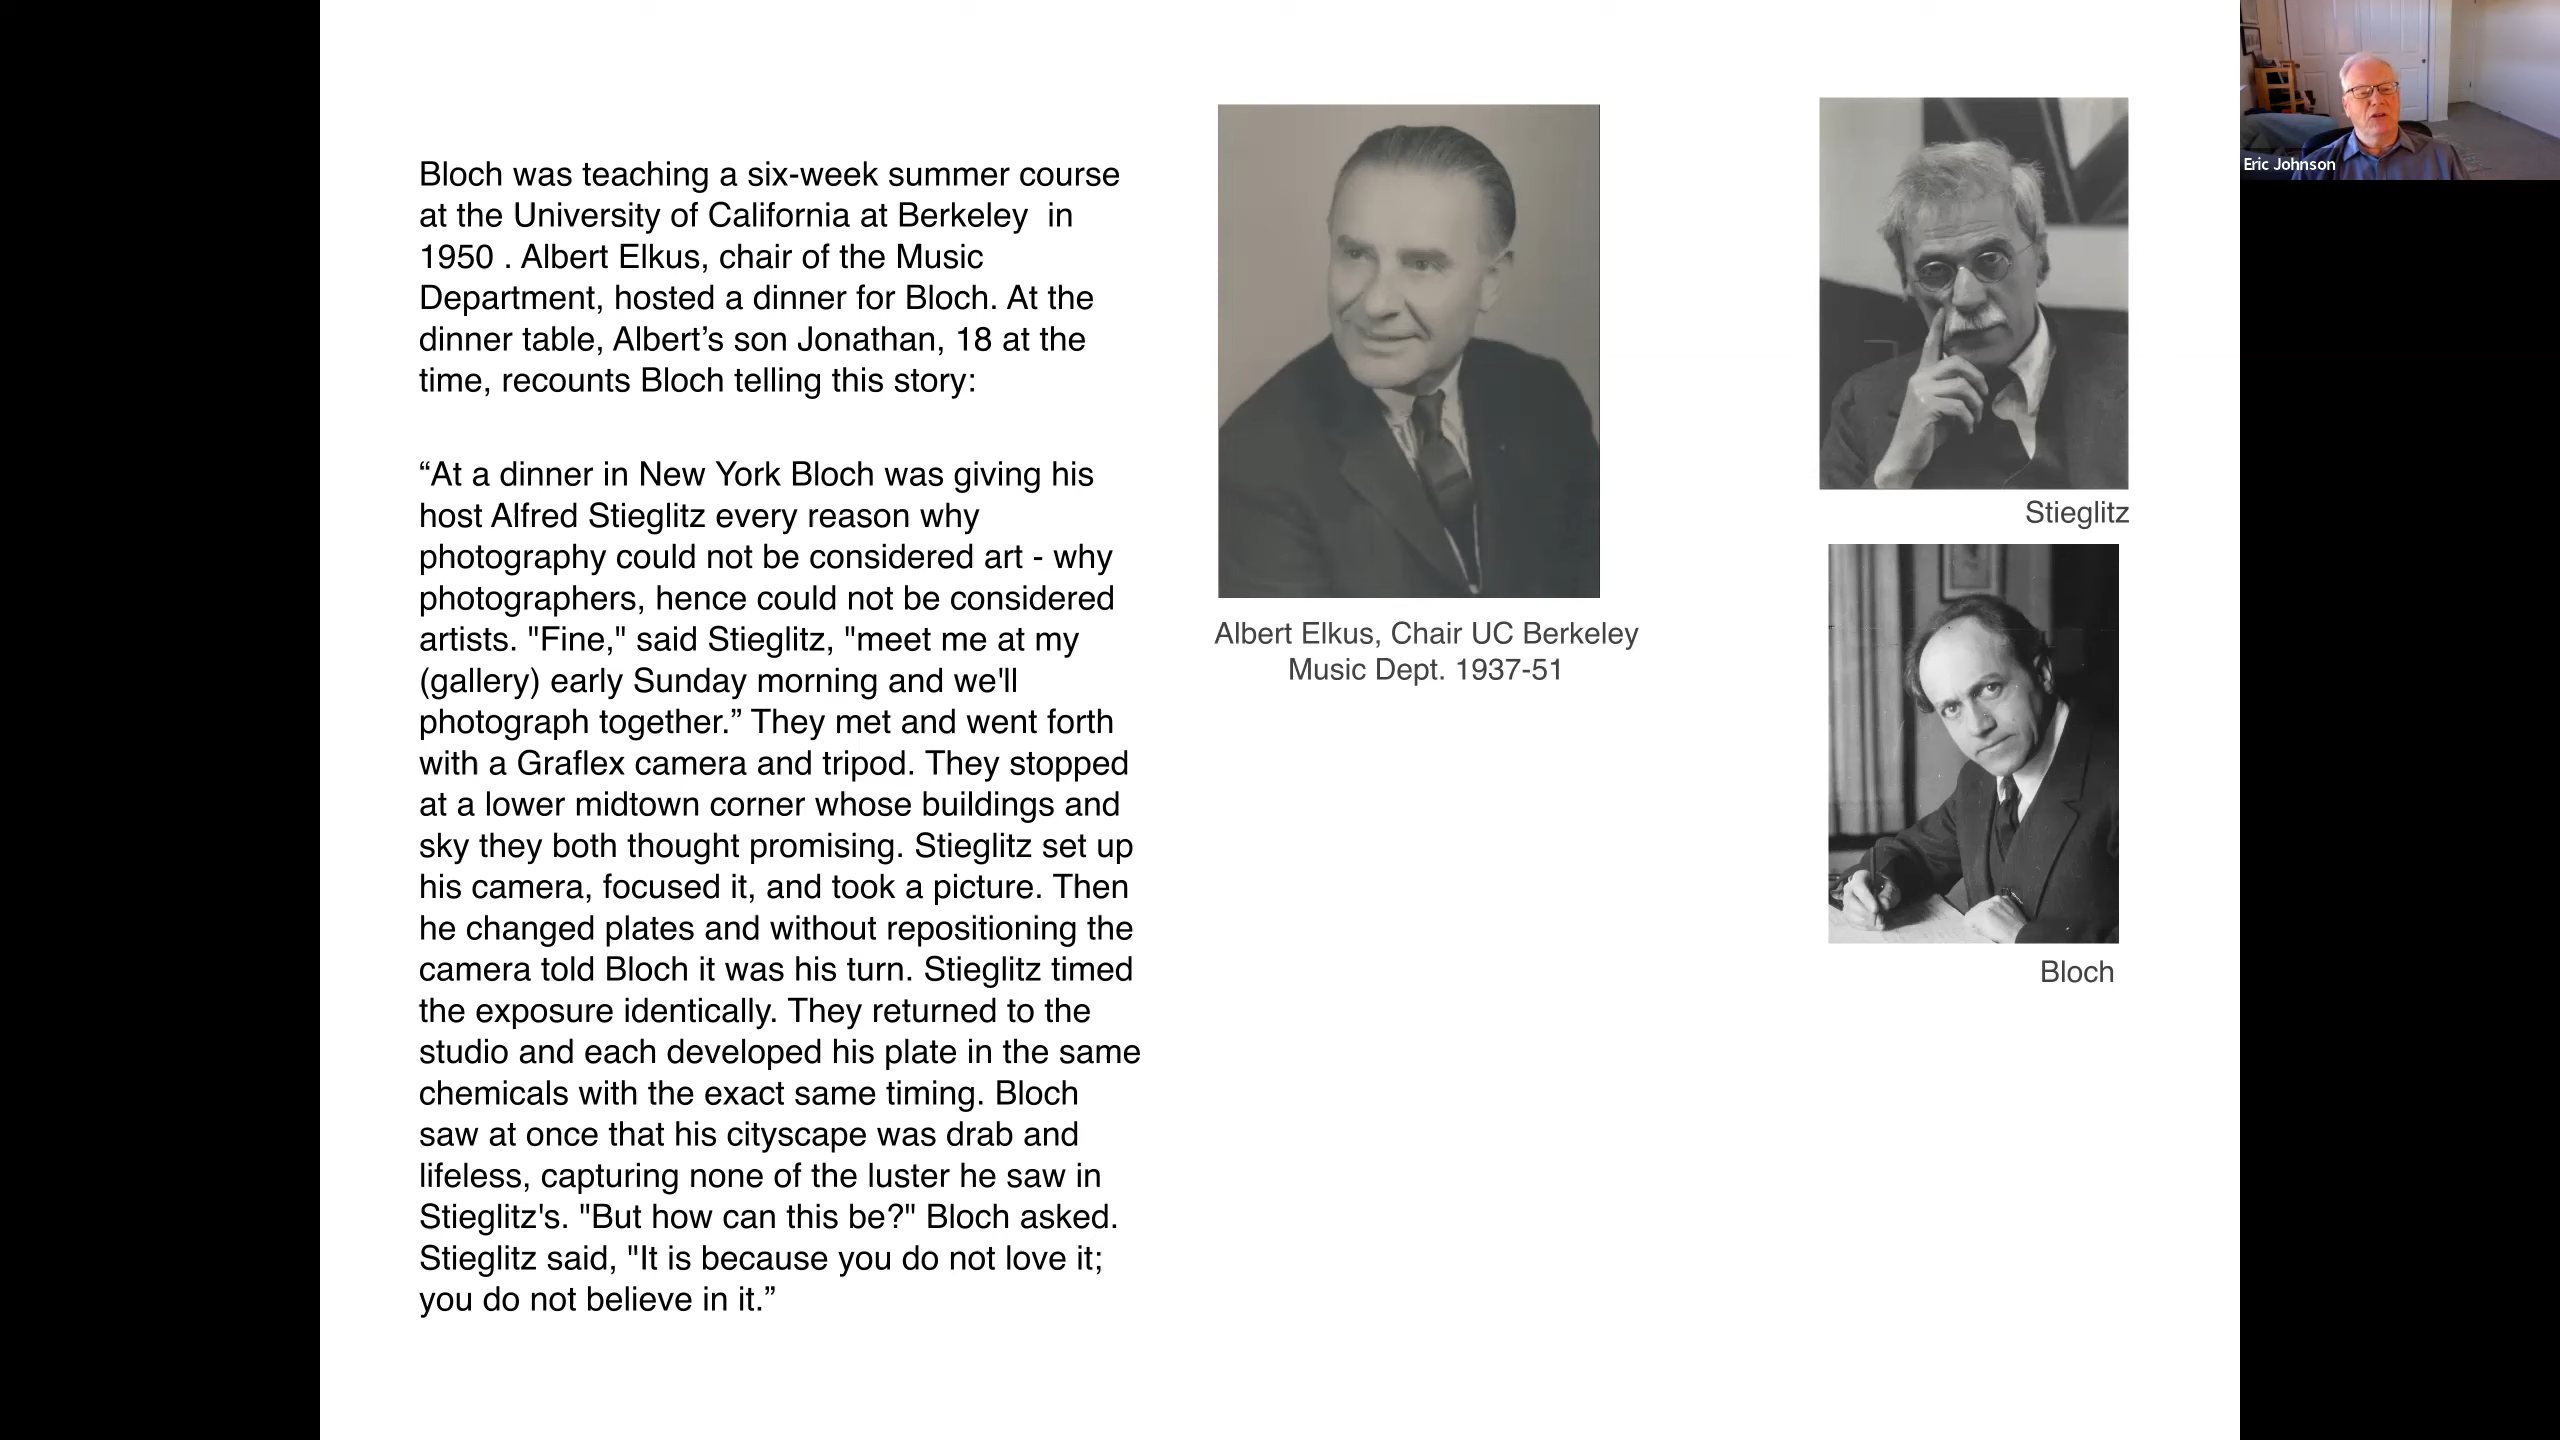 Bloch was teaching a six-week summer course
at the University of California at Berkeley  in
1950 . Albert Elkus, chair of the Music
Department, hosted a dinner for Bloch. At the
dinner table, Albert’s son Jonathan, 18 at the
time, recounts Bloch telling this story:
“At a dinner in New York Bloch was giving his
host Alfred Stieglitz every reason why
photography could not be considered art - why
photographers, hence could not be considered
artists. "Fine," said Stieglitz, "meet me at my
(gallery) early Sunday morning and we'll
photograph together.” They met and went forth
with a Graflex camera and tripod. They stopped
at a lower midtown corner whose buildings and
sky they both thought promising. Stieglitz set up
his camera, focused it, and took a picture. Then
he changed plates and without repositioning the
camera told Bloch it was his turn. Stieglitz timed
the exposure identically. They returned to the
studio and each developed his plate in the same
chemicals with the exact same timing. Bloch
saw at once that his cityscape was drab and
lifeless, capturing none of the luster he saw in
Stieglitz's. "But how can this be?" Bloch asked.
Stieglitz said, "It is because you do not love it;
you do not believe in it.”
Albert Elkus, Chair UC Berkeley
Music Dept. 1937-51
Stieglitz
Bloch
Eric Johnson